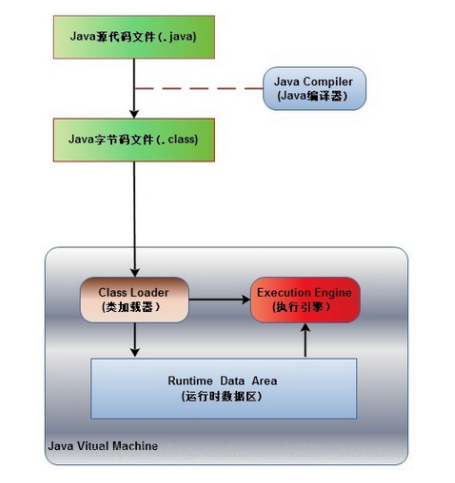 Java源代码文件(.java)
Java Compiler
(Java编译器)
Java字节码文件(.class)
Class Loader
(类加载器)
Execution Engine
(执行引擎)
Runtime Data Area
(运行时数据区)
Java Vitual Machine